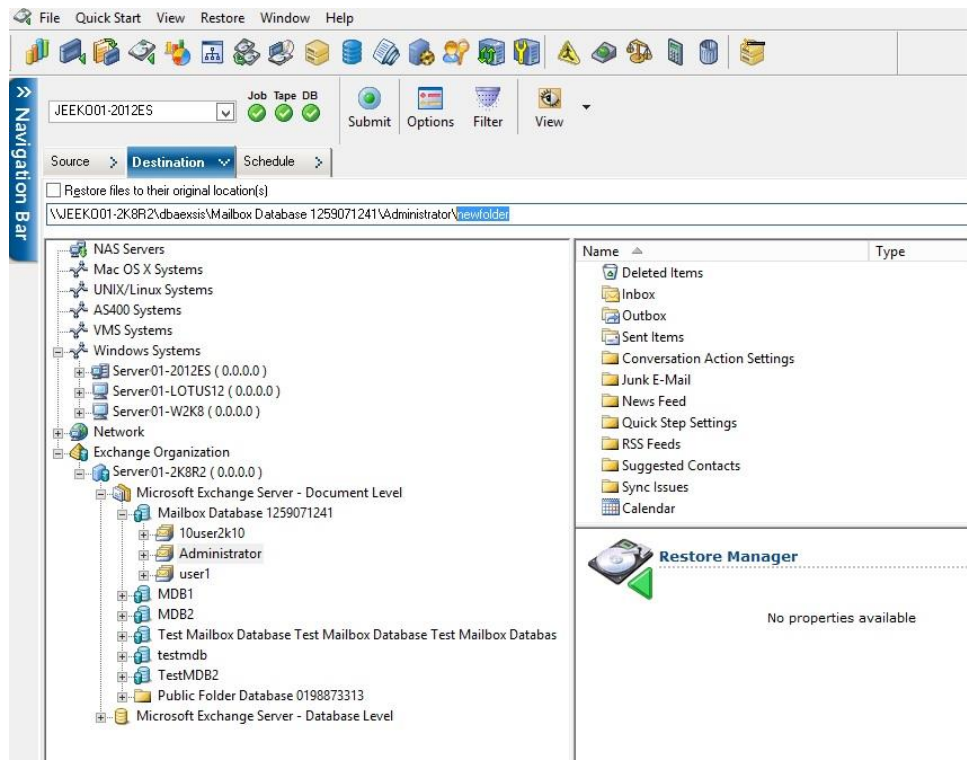 File Quick Start View Restore Window Help
JEEKO01-2012ES
Job Tape DB
Submit Options Filter View
Navigation Bar
Source > Destination Schedule >
Restore files to their original location(s)
\\JEEKO01-2K8R2\dbaexsis\Mailbox Database 1259071241\Administrator\newfolder
NAS Servers
Mac OS X Systems
UNIX/Linux Systems
AS400 Systems
VMS Systems
Windows Systems
Server01-2012ES ( 0.0.0.0 )
Server01-LOTUS12 ( 0.0.0.0 )
Server01-W2K8 ( 0.0.0.0 )
Network
Exchange Organization
Server01-2K8R2 ( 0.0.0.0 )
Microsoft Exchange Server - Document Level
Mailbox Database 1259071241
10user2k10
Administrator
user1
MDB1
MDB2
Test Mailbox Database Test Mailbox Database Test Mailbox Databas
testmdb
TestMDB2
Public Folder Database 0198873313
Microsoft Exchange Server - Database Level
Name Type
Deleted Items
Inbox
Outbox
Sent Items
Conversation Action Settings
Junk E-Mail
News Feed
Quick Step Settings
RSS Feeds
Suggested Contacts
Sync Issues
Calendar
Restore Manager
No properties available